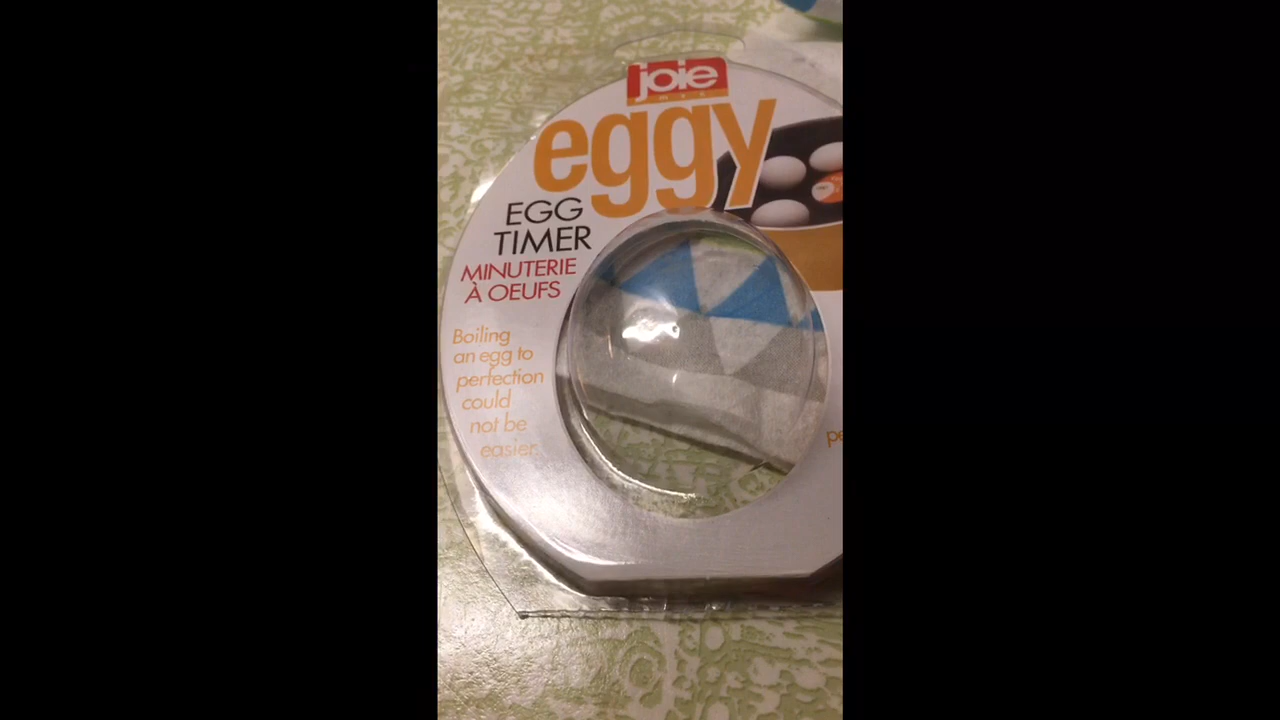 joie
eggy
EGG
TIMER
MINUTERIE
À OEUFS
Boiling
an egg to
perfection
could
not be
easier.